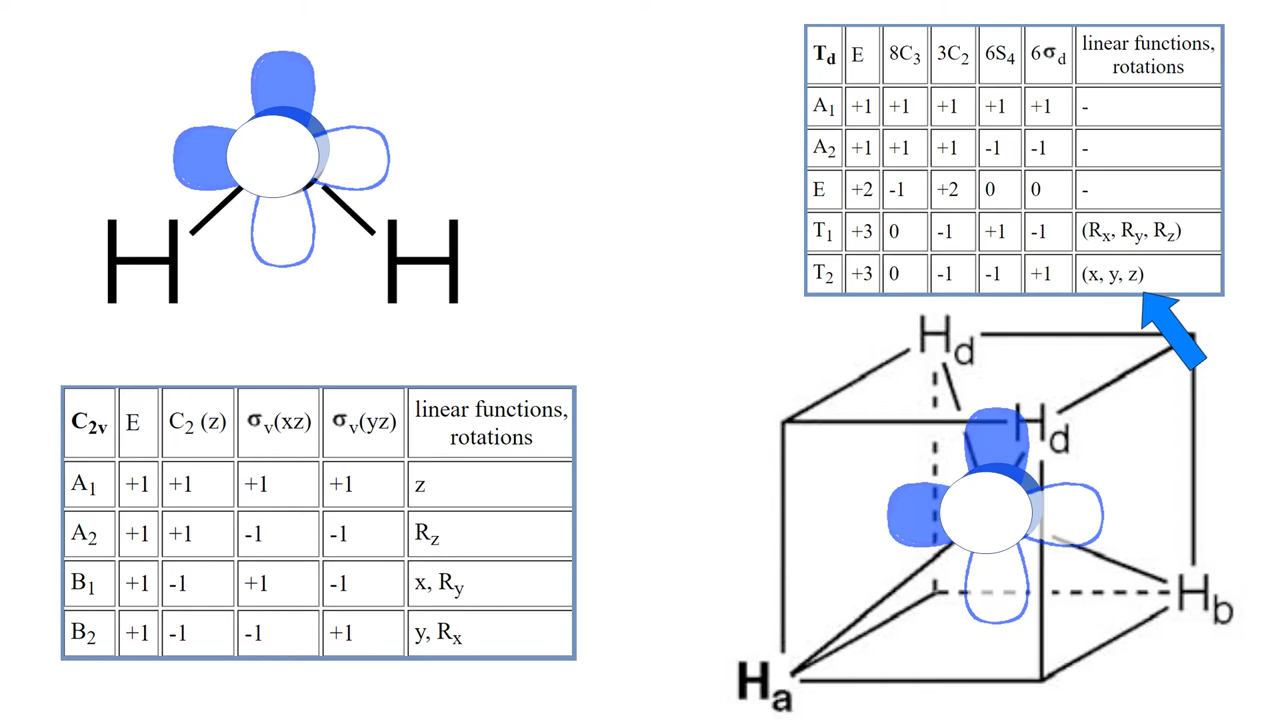 H H
T_d E 8C_3 3C_2 6S_4 6σ_d linear functions, rotations
A_1 +1 +1 +1 +1 +1 -
A_2 +1 +1 +1 -1 -1 -
E +2 -1 +2 0 0 -
T_1 +3 0 -1 +1 -1 (R_x, R_y, R_z)
T_2 +3 0 -1 -1 +1 (x, y, z)
C_2v E C_2 (z) σ_v(xz) σ_v(yz) linear functions, rotations
A_1 +1 +1 +1 +1 z
A_2 +1 +1 -1 -1 R_z
B_1 +1 -1 +1 -1 x, R_y
B_2 +1 -1 -1 +1 y, R_x
H_d
H_d
H_b
H_a